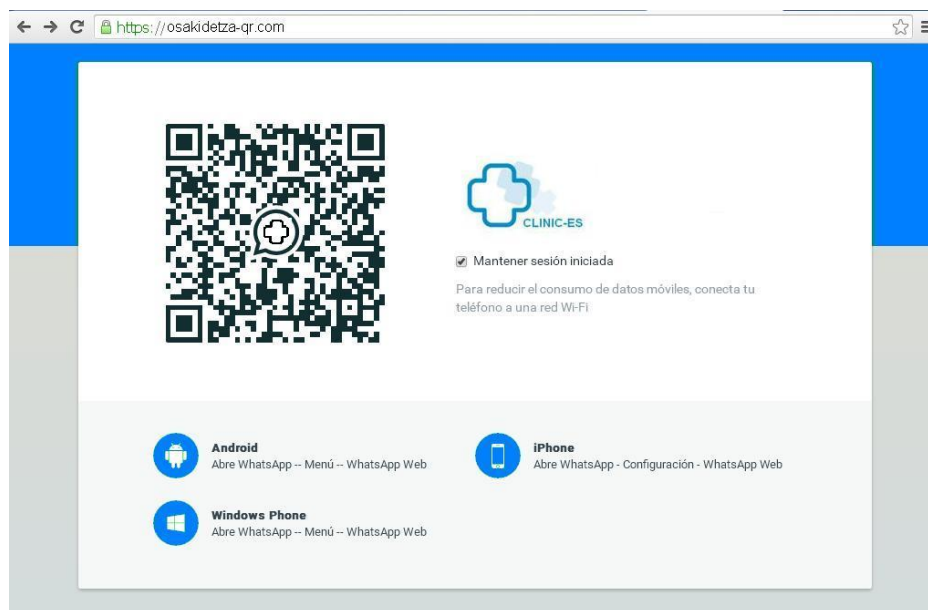 https://osakidetza-qr.com
CLINIC-ES
Mantener sesión iniciada
Para reducir el consumo de datos móviles, conecta tu
teléfono a una red Wi-Fi
Android
Abre WhatsApp -- Menú -- WhatsApp Web
iPhone
Abre WhatsApp - Configuración - WhatsApp Web
Windows Phone
Abre WhatsApp -- Menú -- WhatsApp Web